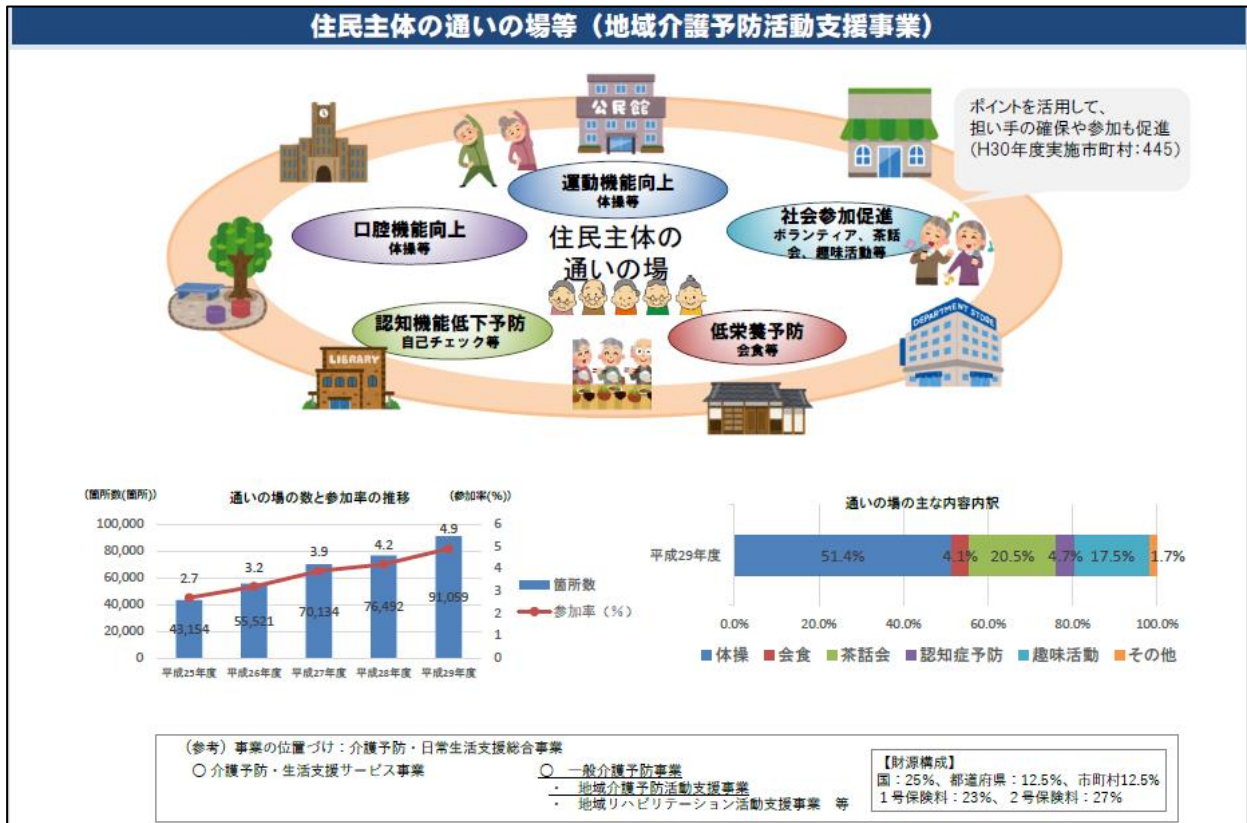 住民主体の通いの場等（地域介護予防活動支援事業）
公民館
ポイントを活用して、
担い手の確保や参加も促進
(H30年度実施市町村：445)
運動機能向上
体操等
口腔機能向上
体操等
社会参加促進
ボランティア、茶話
会、趣味活動等
住民主体の
通いの場
認知機能低下予防
自己チェック等
低栄養予防
会食等
LIBRARY
DEPARTMENT STORE
(箇所数(箇所))
通いの場の数と参加率の推移
(参加率(%))
100,000
80,000
60,000
40,000
20,000
0
6
5
4
3
2
1
0
2.7
3.2
3.9
4.2
4.9
43,154
55,521
70,134
76,492
91,059
平成25年度
平成26年度
平成27年度
平成28年度
平成29年度
箇所数
参加率（%）
通いの場の主な内容内訳
平成29年度
51.4%
4.1%
20.5%
4.7%
17.5%
1.7%
0.0%
20.0%
40.0%
60.0%
80.0%
100.0%
体操
会食
茶話会
認知症予防
趣味活動
その他
（参考）事業の位置づけ：介護予防・日常生活支援総合事業
〇 介護予防・生活支援サービス事業
〇 一般介護予防事業
・ 地域介護予防活動支援事業
・ 地域リハビリテーション活動支援事業 等
【財源構成】
国：25%、都道府県：12.5%、市町村12.5%
１号保険料：23%、２号保険料：27%